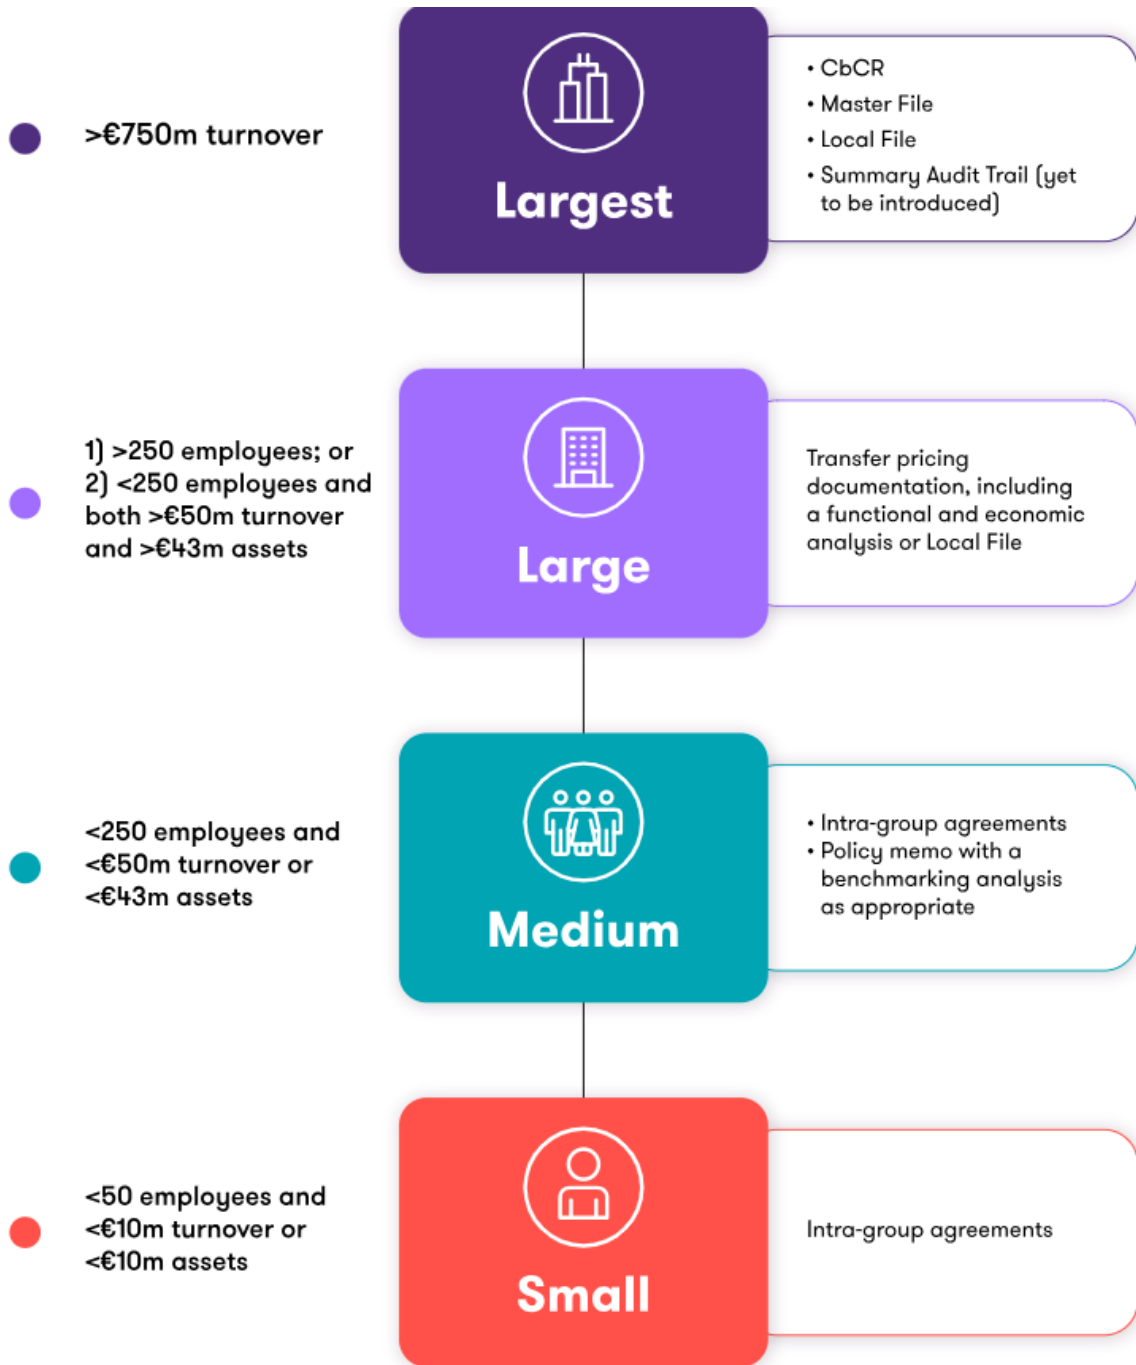 >€750m turnover
Largest
• CbCR
• Master File
• Local File
• Summary Audit Trail (yet
to be introduced)
1) >250 employees; or
2) <250 employees and
both >€50m turnover
and >€43m assets
Large
Transfer pricing
documentation, including
a functional and economic
analysis or Local File
<250 employees and
<€50m turnover or
<€43m assets
Medium
• Intra-group agreements
• Policy memo with a
benchmarking analysis
as appropriate
<50 employees and
<€10m turnover or
<€10m assets
Small
Intra-group agreements